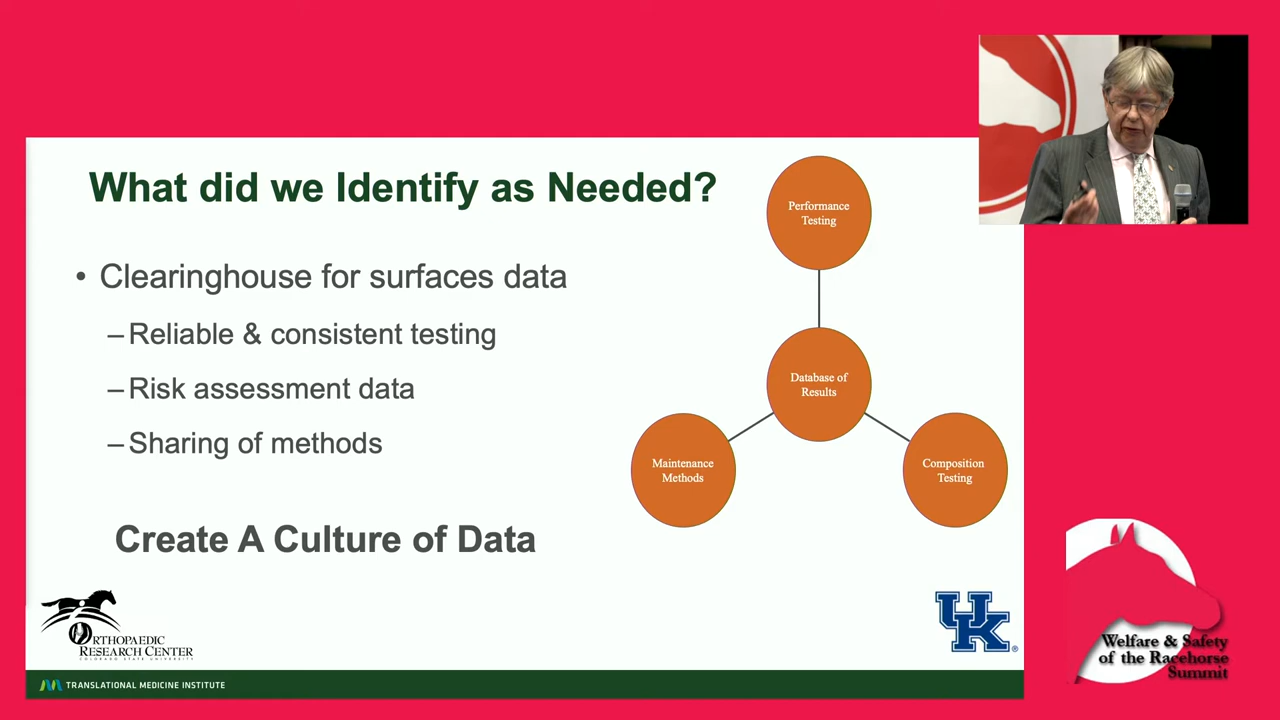 What did we Identify as Needed?
• Clearinghouse for surfaces data
–Reliable & consistent testing
–Risk assessment data
–Sharing of methods
Create A Culture of Data
Performance
Testing
Database of
Results
Maintenance
Methods
Composition
Testing
ORTHOPAEDIC
RESEARCH CENTER
COLORADO STATE UNIVERSITY
UK
TRANSLATIONAL MEDICINE INSTITUTE
Welfare & Safety
of the Racehorse
Summit